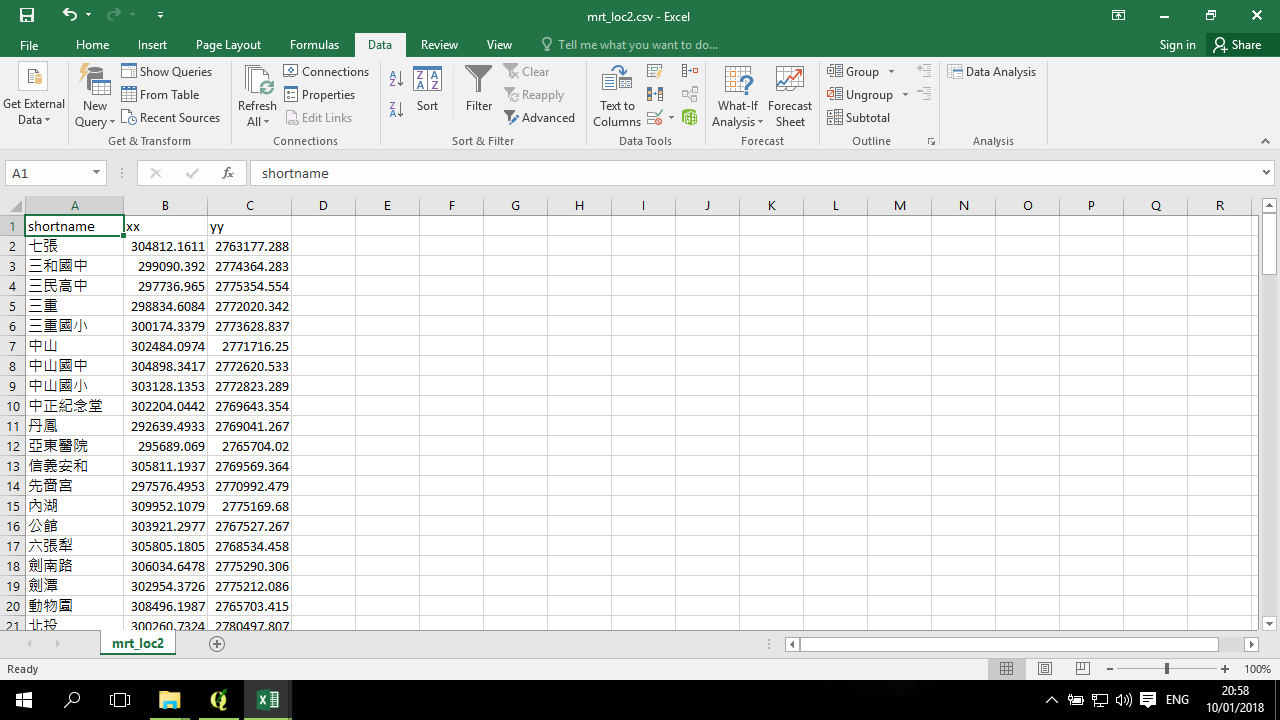 mrt_loc2.csv - Excel
File Home Insert Page Layout Formulas Data Review View Tell me what you want to do... Sign in Share
Get External Data
New Query
Show Queries
From Table
Recent Sources
Get & Transform
Refresh All
Connections
Properties
Edit Links
Connections
Sort
Filter
Clear
Reapply
Advanced
Sort & Filter
Text to Columns
Data Tools
What-If Analysis
Forecast Sheet
Forecast
Group
Ungroup
Subtotal
Outline
Data Analysis
Analysis
A1 fx shortname
A B C D E F G H I J K L M N O P Q R
1 shortname xx yy
2 七張 304812.1611 2763177.288
3 三和國中 299090.392 2774364.283
4 三民高中 297736.965 2775354.554
5 三重 298834.6084 2772020.342
6 三重國小 300174.3379 2773628.837
7 中山 302484.0974 2771716.25
8 中山國中 304898.3417 2772620.533
9 中山國小 303128.1353 2772823.289
10 中正紀念堂 302204.0442 2769643.354
11 丹鳳 292639.4933 2769041.267
12 亞東醫院 295689.069 2765704.02
13 信義安和 305811.1937 2769569.364
14 先嗇宮 297576.4953 2770992.479
15 內湖 309952.1079 2775169.68
16 公館 303921.2977 2767527.267
17 六張犁 305805.1805 2768534.458
18 劍南路 306034.6478 2775290.306
19 劍潭 302954.3726 2775212.086
20 動物園 308496.1987 2765703.415
21 北投 300260.7324 2780497.807
mrt_loc2
Ready 100%
ENG 20:58
10/01/2018